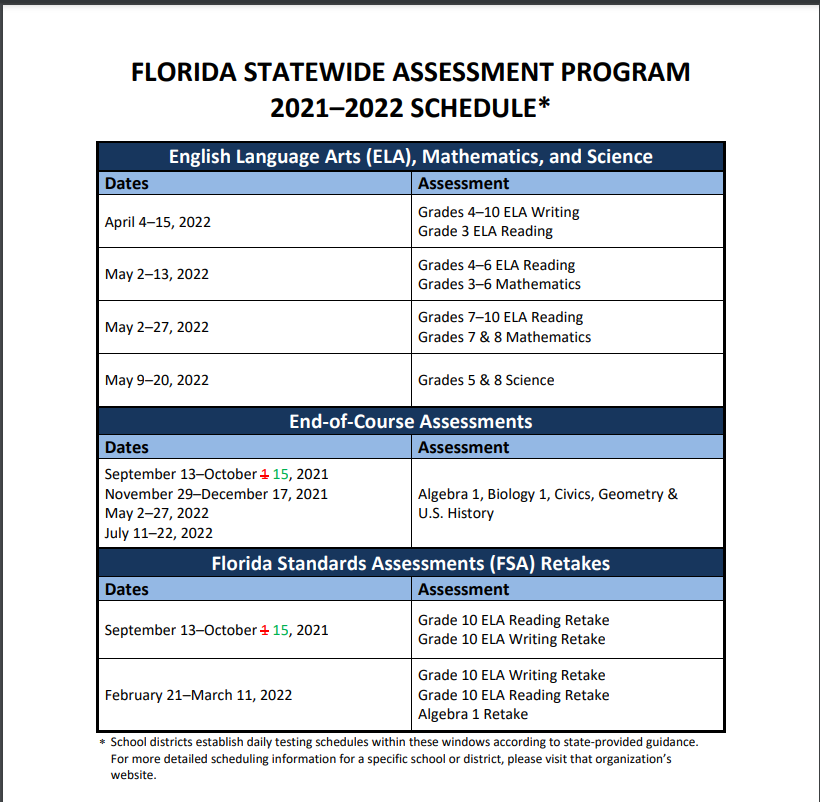 FLORIDA STATEWIDE ASSESSMENT PROGRAM
2021–2022 SCHEDULE*
English Language Arts (ELA), Mathematics, and Science
Dates
Assessment
April 4–15, 2022
Grades 4–10 ELA Writing
Grade 3 ELA Reading
May 2–13, 2022
Grades 4–6 ELA Reading
Grades 3–6 Mathematics
May 2–27, 2022
Grades 7–10 ELA Reading
Grades 7 & 8 Mathematics
May 9–20, 2022
Grades 5 & 8 Science
End-of-Course Assessments
Dates
Assessment
September 13–October 1 15, 2021
November 29–December 17, 2021
May 2–27, 2022
July 11–22, 2022
Algebra 1, Biology 1, Civics, Geometry &
U.S. History
Florida Standards Assessments (FSA) Retakes
Dates
Assessment
September 13–October 1 15, 2021
Grade 10 ELA Reading Retake
Grade 10 ELA Writing Retake
February 21–March 11, 2022
Grade 10 ELA Writing Retake
Grade 10 ELA Reading Retake
Algebra 1 Retake
* School districts establish daily testing schedules within these windows according to state-provided guidance.
For more detailed scheduling information for a specific school or district, please visit that organization's
website.